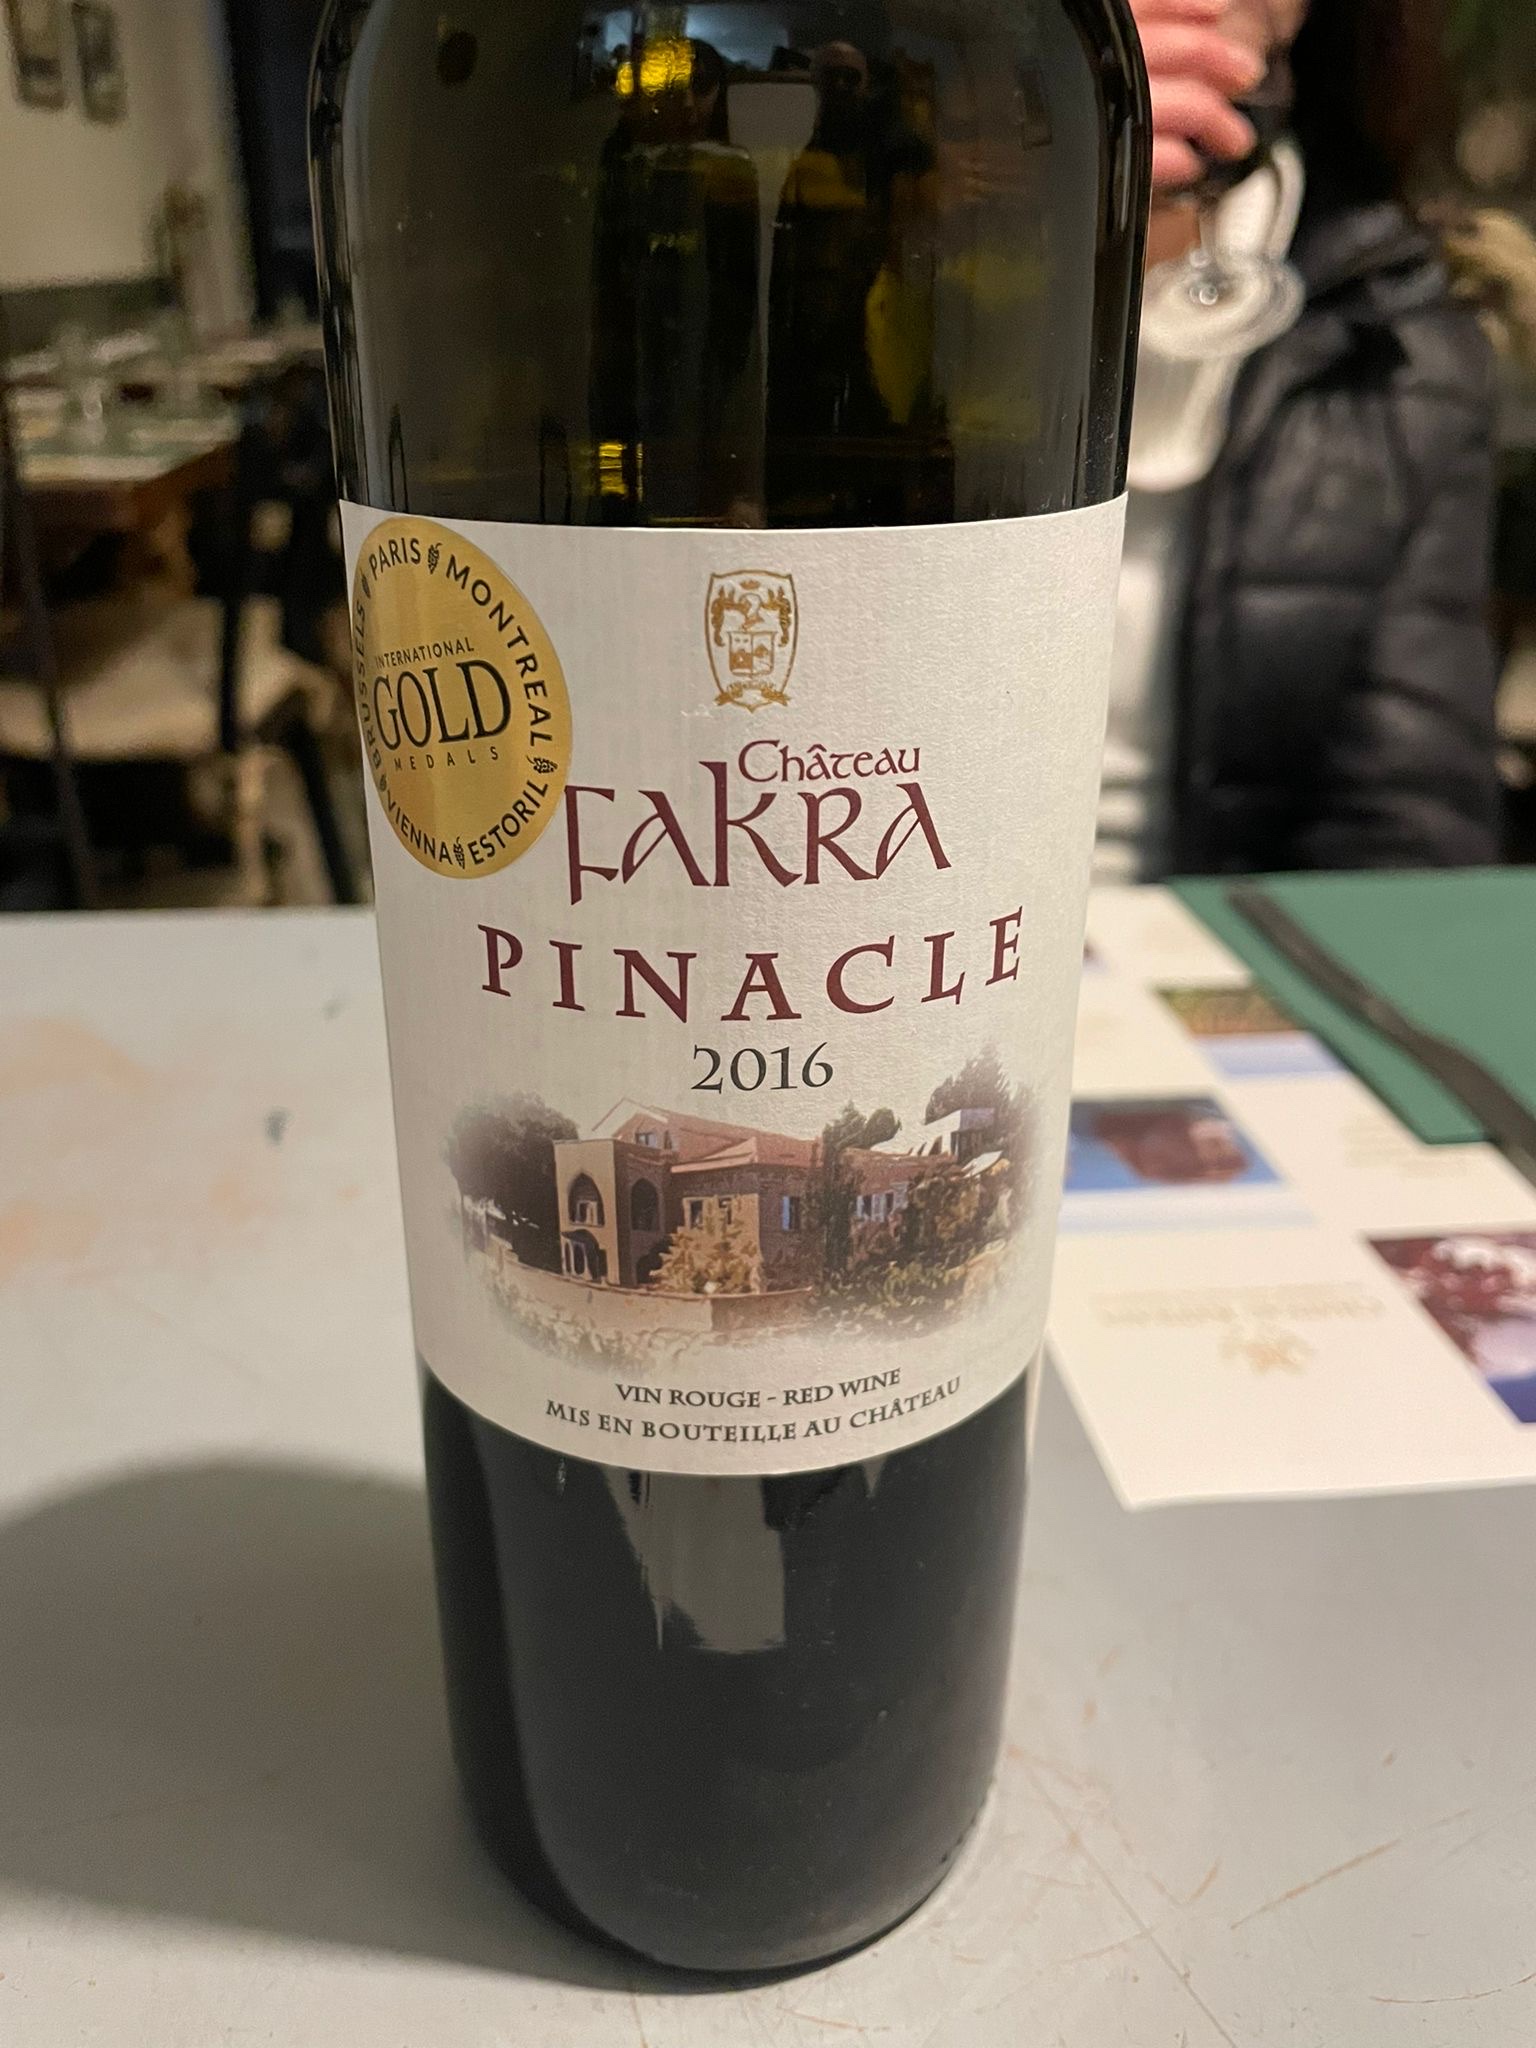 PARIS MONTREAL ESTORIL VIENNA BRUSSELS
INTERNATIONAL
GOLD
MEDALS
Château
FAKRA
PINACLE
2016
VIN ROUGE - RED WINE
MIS EN BOUTEILLE AU CHÂTEAU